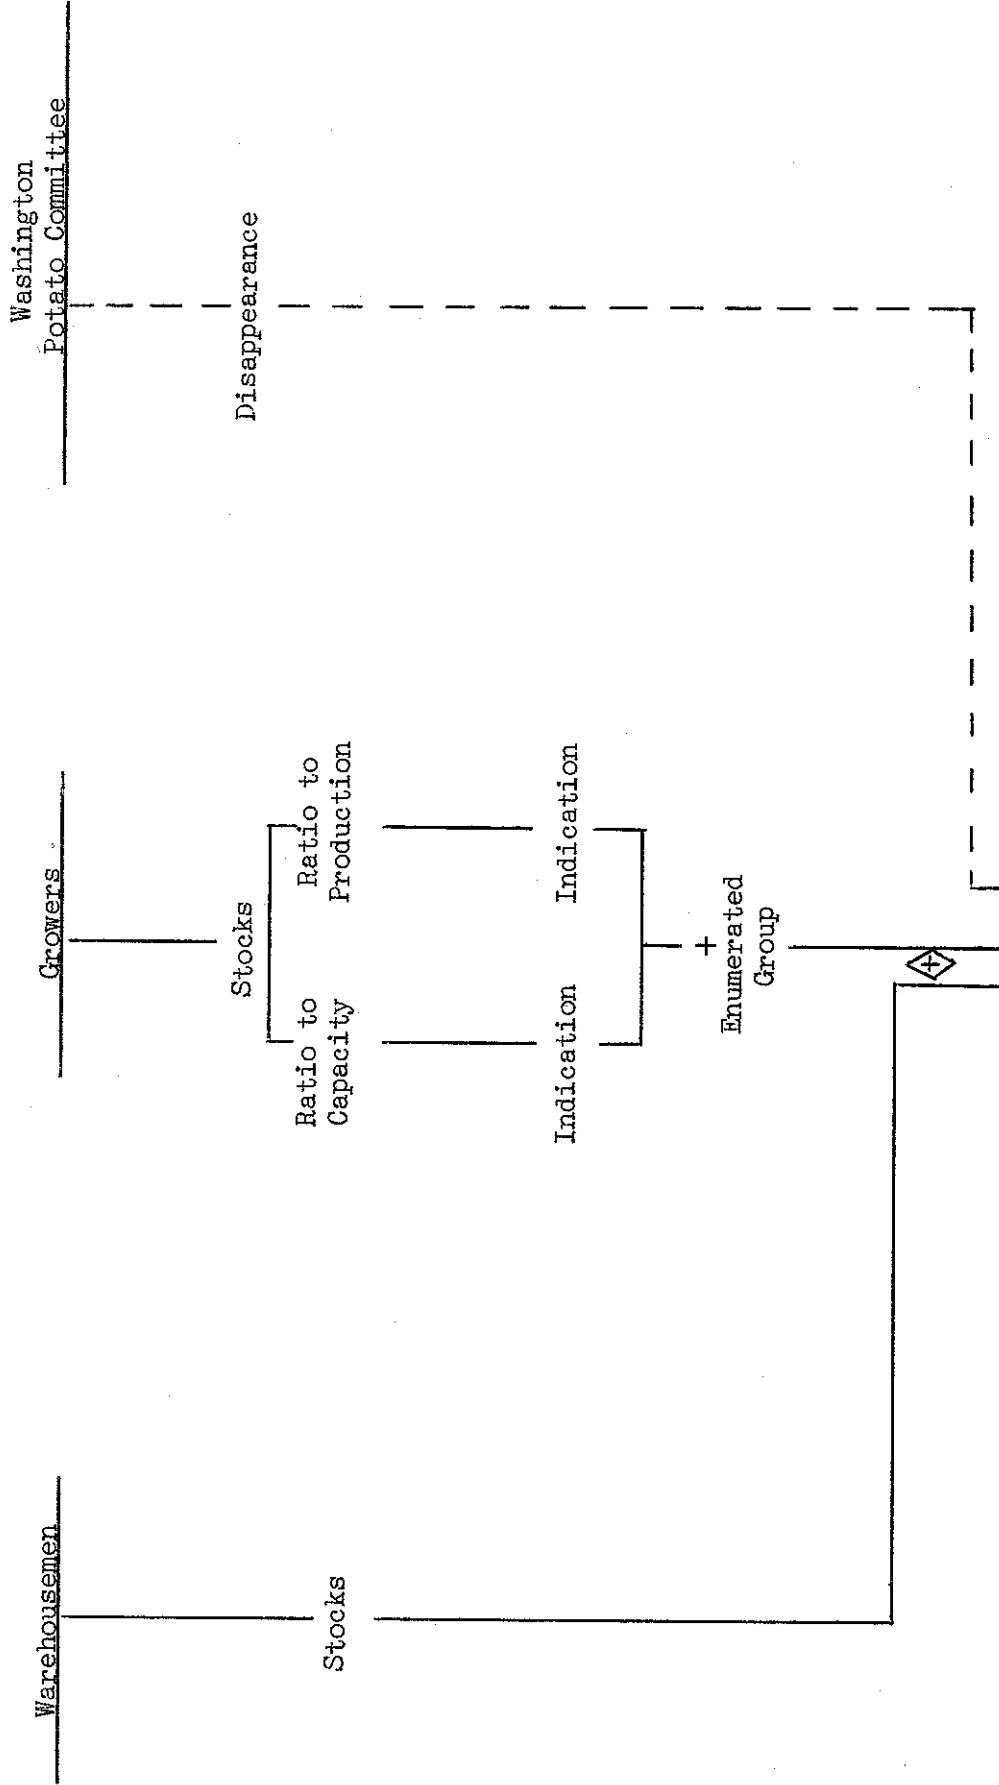 Warehousemen
Stocks
Growers
Stocks
Ratio to
Capacity
Ratio to
Production
Indication
Indication
+
Enumerated
Group
+
Washington
Potato Committee
Disappearance